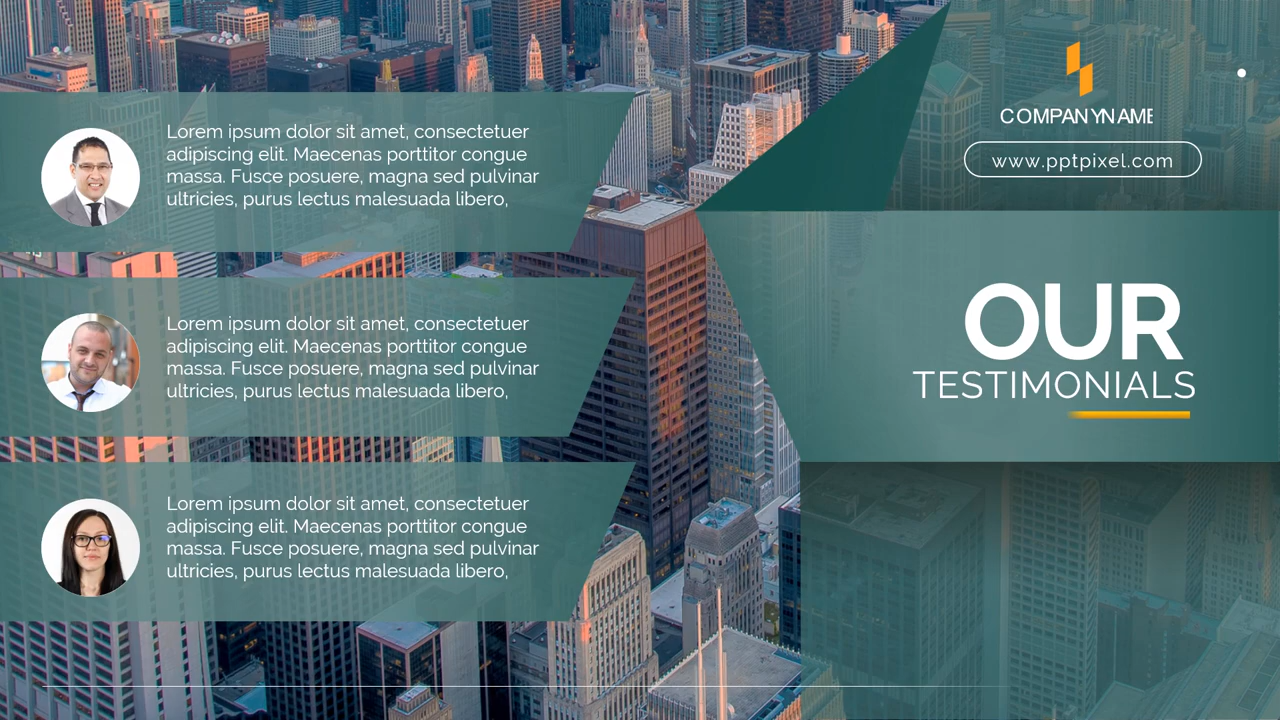 Lorem ipsum dolor sit amet, consectetuer
adipiscing elit. Maecenas porttitor congue
massa. Fusce posuere, magna sed pulvinar
ultricies, purus lectus malesuada libero,
Lorem ipsum dolor sit amet, consectetuer
adipiscing elit. Maecenas porttitor congue
massa. Fusce posuere, magna sed pulvinar
ultricies, purus lectus malesuada libero,
Lorem ipsum dolor sit amet, consectetuer
adipiscing elit. Maecenas porttitor congue
massa. Fusce posuere, magna sed pulvinar
ultricies, purus lectus malesuada libero,
COMPANYNAME
www.pptpixel.com
OUR
TESTIMONIALS